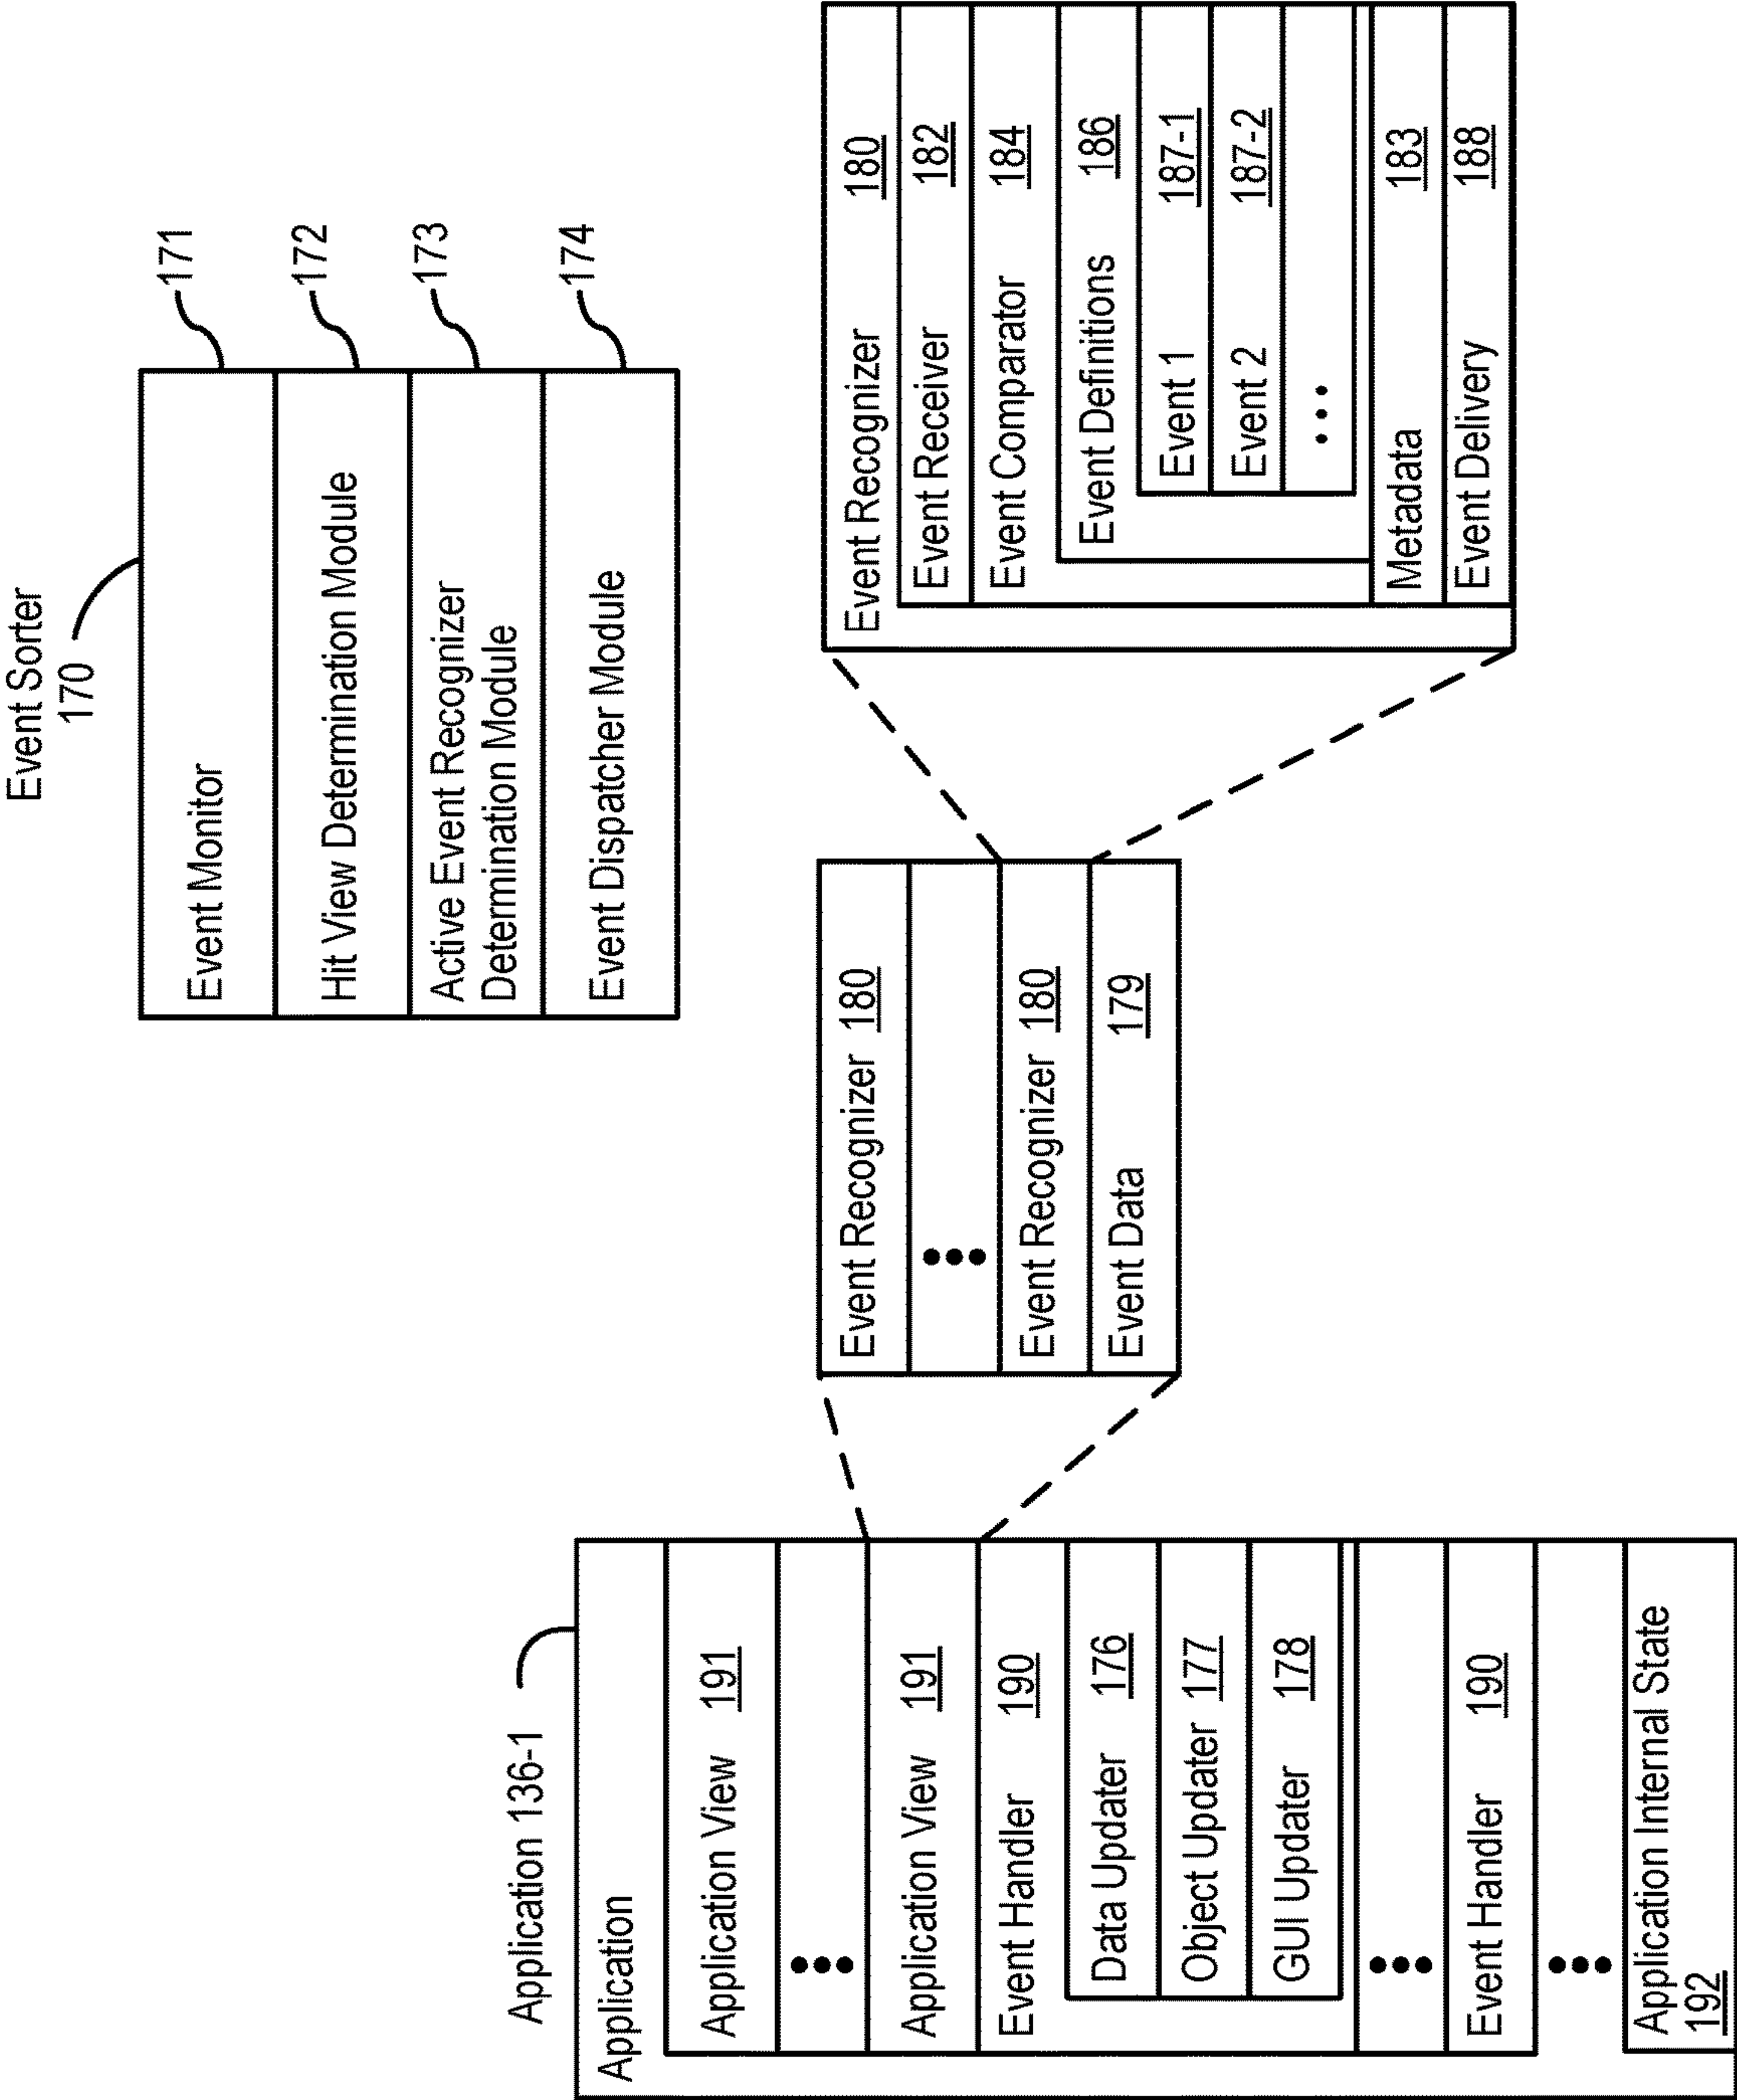 Event Sorter
170
Event Monitor
171
Hit View Determination Module
172
Active Event Recognizer
Determination Module
173
Event Dispatcher Module
174
Application 136-1
Application
Application View 191
•••
Application View 191
Event Handler 190
Data Updater 176
Object Updater 177
GUI Updater 178
•••
Event Handler 190
•••
Application Internal State
192
Event Recognizer 180
•••
Event Recognizer 180
Event Data 179
Event Recognizer 180
Event Receiver 182
Event Comparator 184
Event Definitions 186
Event 1 187-1
Event 2 187-2
•••
Metadata 183
Event Delivery 188